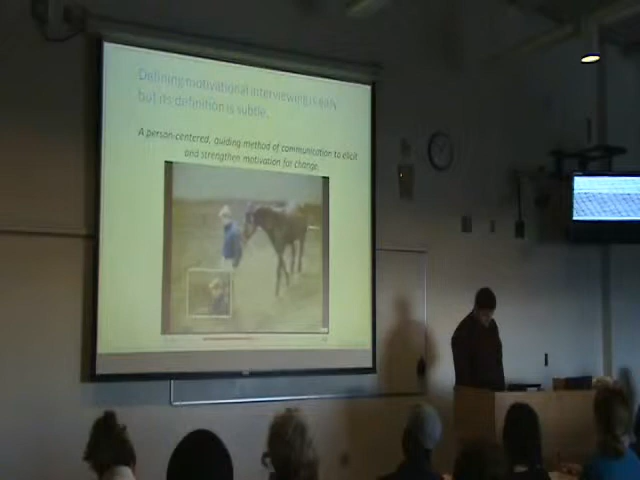 Defining motivational interviewing is easy
but its definition is subtle.
A person-centered, guiding method of communication to elicit
and strengthen motivation for change.